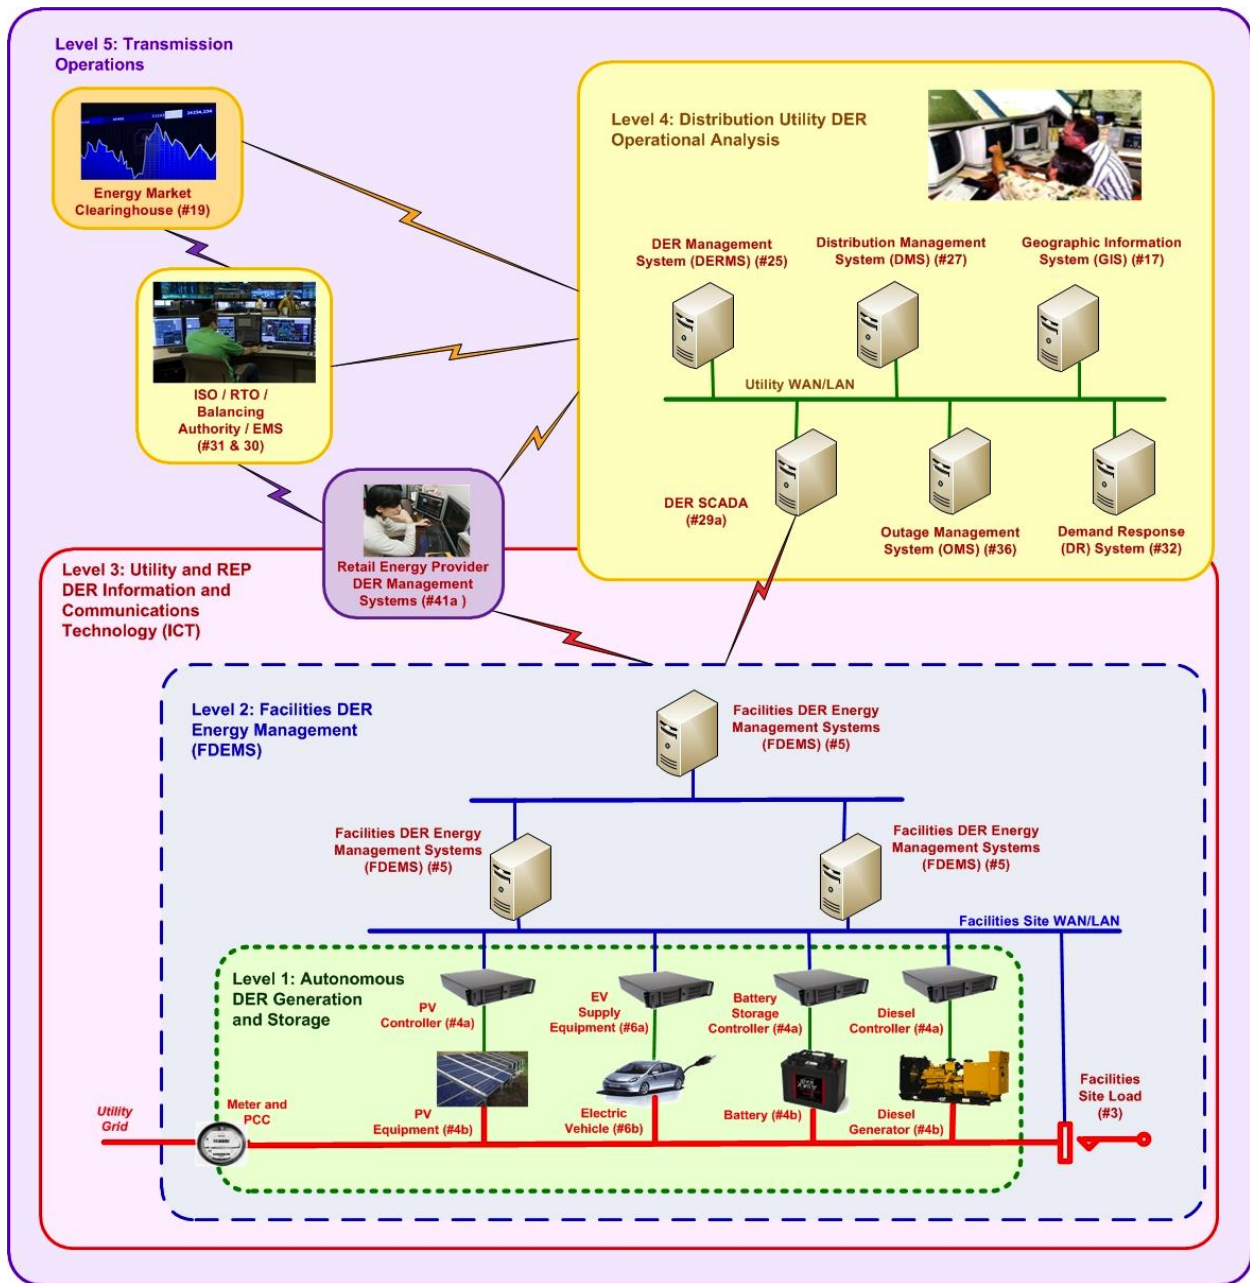 Level 5: Transmission
Operations
24234,234
Energy Market
Clearinghouse (#19)
ISO / RTO /
Balancing
Authority / EMS
(#31 & 30)
Retail Energy Provider
DER Management
Systems (#41a )
Level 4: Distribution Utility DER
Operational Analysis
DER Management
System (DERMS) (#25)
Distribution Management
System (DMS) (#27)
Geographic Information
System (GIS) (#17)
Utility WAN/LAN
DER SCADA
(#29a)
Outage Management
System (OMS) (#36)
Demand Response
(DR) System (#32)
Level 3: Utility and REP
DER Information and
Communications
Technology (ICT)
Level 2: Facilities DER
Energy Management
(FDEMS)
Facilities DER Energy
Management Systems
(FDEMS) (#5)
Facilities DER Energy
Management Systems
(FDEMS) (#5)
Facilities DER Energy
Management Systems
(FDEMS) (#5)
Facilities Site WAN/LAN
Level 1: Autonomous
DER Generation
and Storage
PV
Controller (#4a)
EV
Supply
Equipment (#6a)
Battery
Storage
Controller (#4a)
Diesel
Controller (#4a)
Utility
Grid
Meter and
PCC
PV
Equipment (#4b)
Electric
Vehicle (#6b)
Battery (#4b)
Diesel
Generator (#4b)
Facilities
Site Load
(#3)